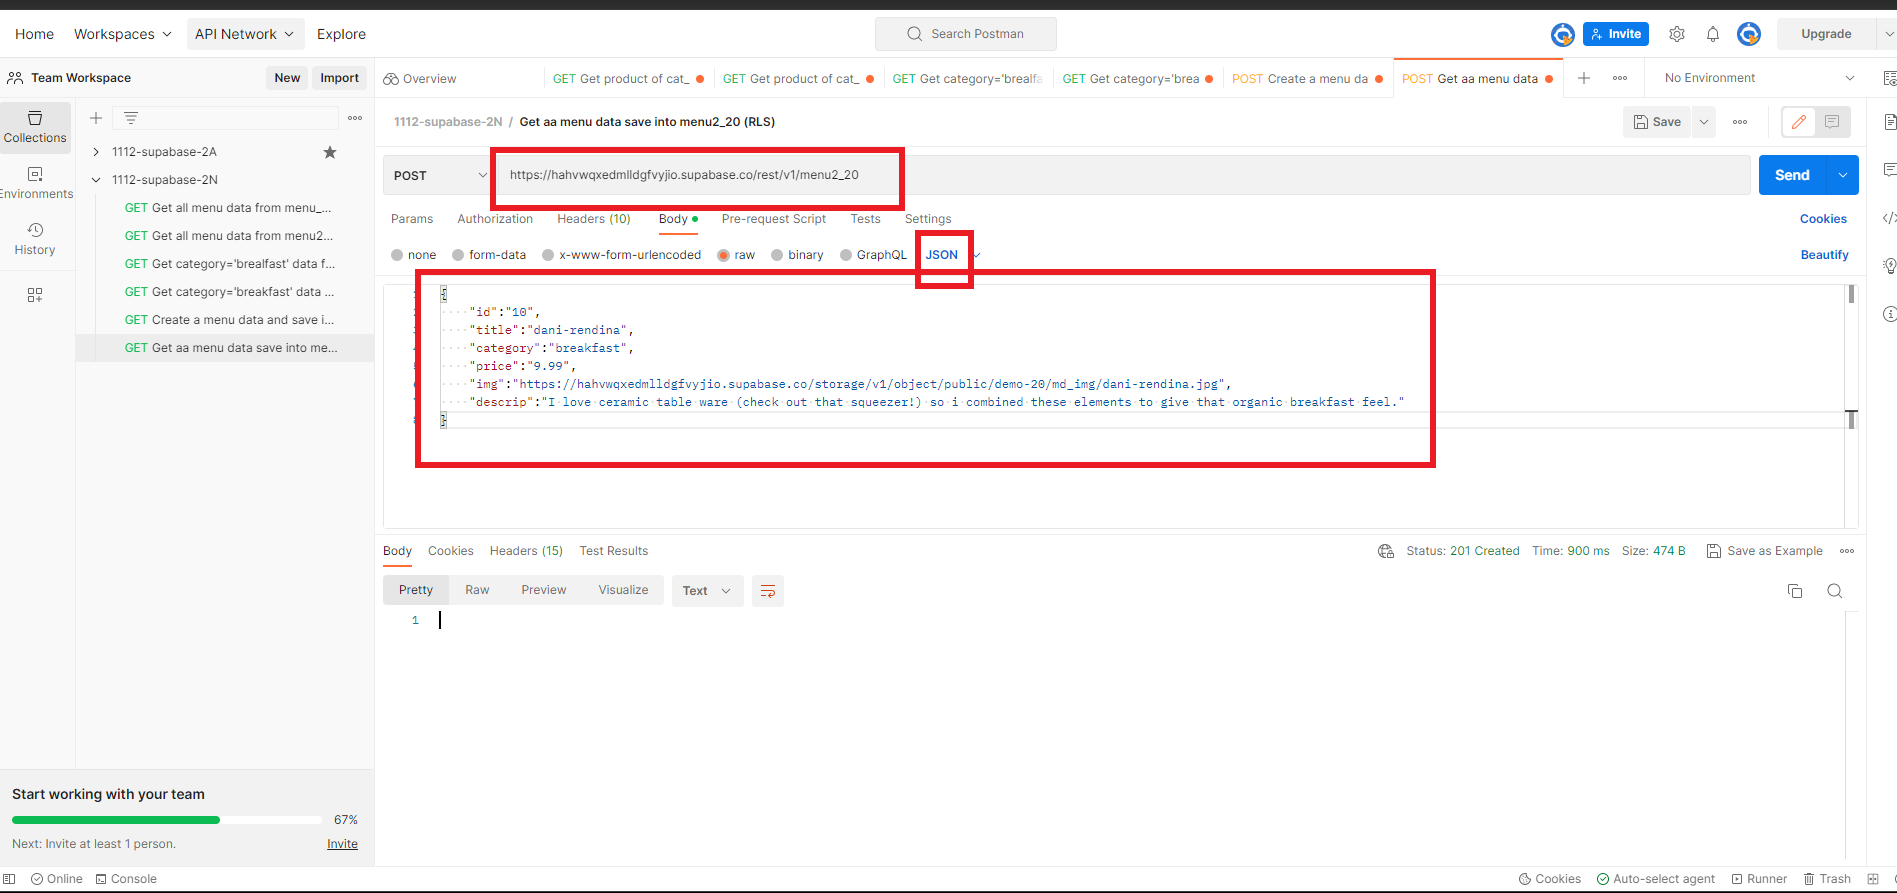 Home Workspaces API Network Explore Search Postman Invite Upgrade
Team Workspace New Import Overview GET Get product of cat_ GET Get product of cat_ GET Get category='brealfa GET Get category='brea POST Create a menu da POST Get aa menu data No Environment
Collections
Environments
History
1112-supabase-2A
1112-supabase-2N
GET Get all menu data from menu_...
GET Get all menu data from menu2...
GET Get category='brealfast' data f...
GET Get category='breakfast' data ...
GET Create a menu data and save i...
GET Get aa menu data save into me...
1112-supabase-2N / Get aa menu data save into menu2_20 (RLS) Save
POST https://hahvwqxedmlldgfvyjio.supabase.co/rest/v1/menu2_20 Send
Params Authorization Headers (10) Body Pre-request Script Tests Settings Cookies
none form-data x-www-form-urlencoded raw binary GraphQL JSON Beautify
{
"id":"10",
"title":"dani-rendina",
"category":"breakfast",
"price":"9.99",
"img":"https://hahvwqxedmlldgfvyjio.supabase.co/storage/v1/object/public/demo-20/md_img/dani-rendina.jpg",
"descrip":"I love ceramic table ware (check out that squeezer!) so i combined these elements to give that organic breakfast feel."
}
Body Cookies Headers (15) Test Results Status: 201 Created Time: 900 ms Size: 474 B Save as Example
Pretty Raw Preview Visualize Text
1
Start working with your team
67%
Next: Invite at least 1 person. Invite
Online Console Cookies Auto-select agent Runner Trash